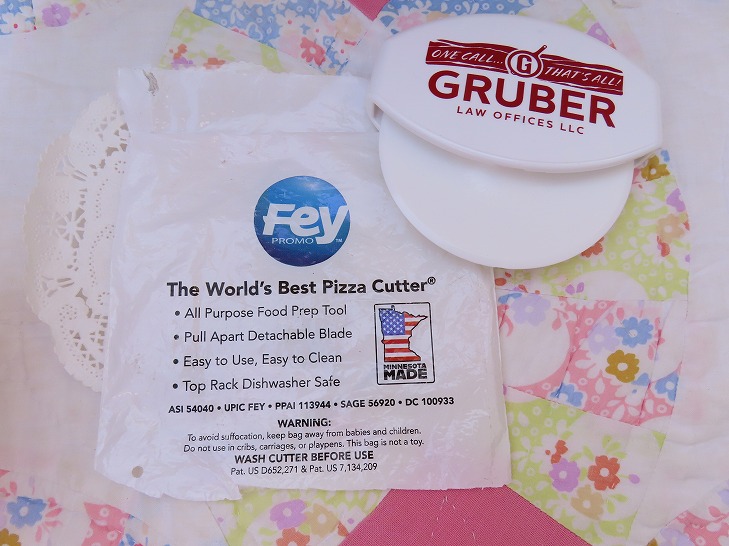 ONE CALL... G THAT'S ALL!
GRUBER
LAW OFFICES LLC
Fey
PROMO™
The World's Best Pizza Cutter®
• All Purpose Food Prep Tool
• Pull Apart Detachable Blade
• Easy to Use, Easy to Clean
• Top Rack Dishwasher Safe
MINNESOTA
MADE
ASI 54040 • UPIC FEY • PPAI 113944 • SAGE 56920 • DC 100933
WARNING:
To avoid suffocation, keep bag away from babies and children.
Do not use in cribs, carriages, or playpens. This bag is not a toy.
WASH CUTTER BEFORE USE
Pat. US D652,271 & Pat. US 7,134,209